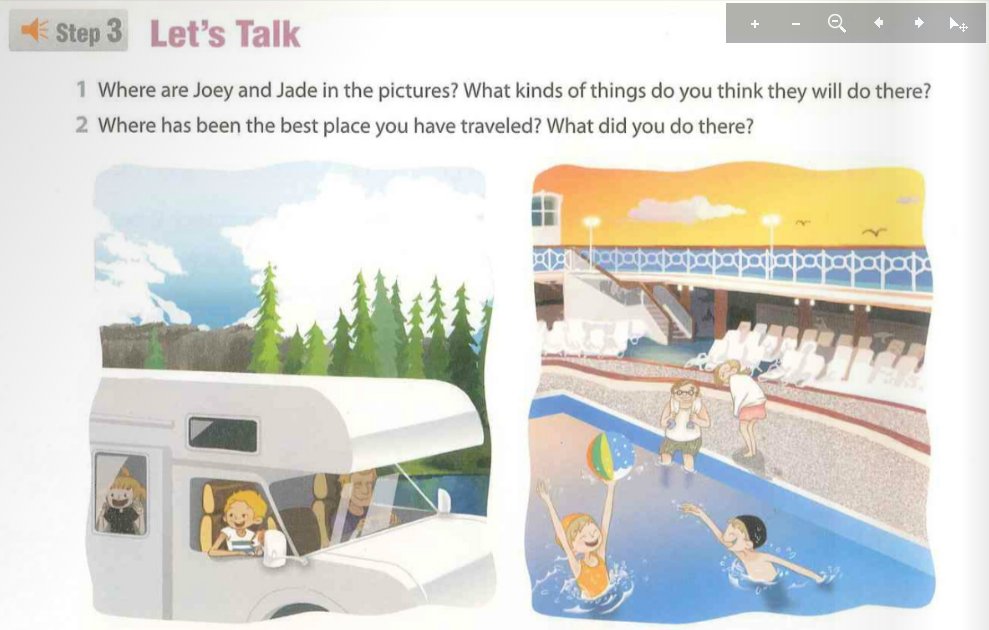 Step 3 Let's Talk
1 Where are Joey and Jade in the pictures? What kinds of things do you think they will do there?
2 Where has been the best place you have traveled? What did you do there?